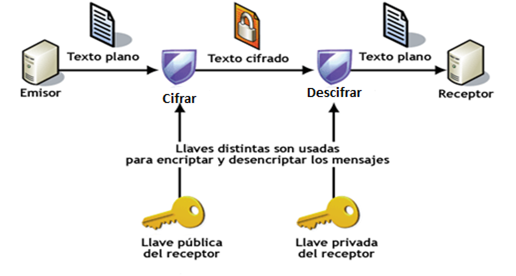 Texto plano
Texto cifrado
Texto plano
Emisor
Cifrar
Descifrar
Receptor
Llaves distintas son usadas
para encriptar y desencriptar los mensajes
Llave pública
del receptor
Llave privada
del receptor